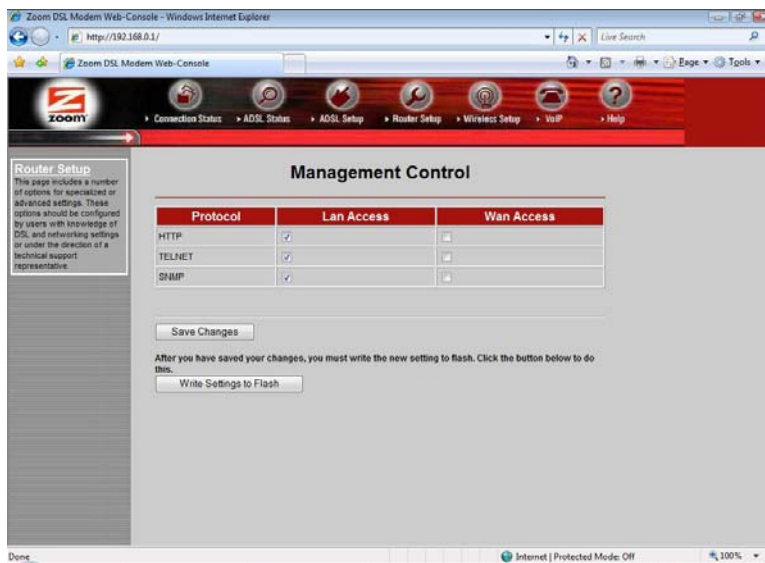 Zoom DSL Modem Web-Console - Windows Internet Explorer
http://192.168.0.1/
Live Search
Zoom DSL Modem Web-Console
Page
Tools
ZOOM
Connection Status
ADSL Status
ADSL Setup
Router Setup
Wireless Setup
VoIP
Help
Router Setup
This page includes a number
of options for specialized or
advanced settings. These
options should be configured
by users with knowledge of
DSL and networking settings
or under the direction of a
technical support
representative.
Management Control
Protocol Lan Access Wan Access
HTTP
TELNET
SNMP
Save Changes
After you have saved your changes, you must write the new setting to flash. Click the button below to do
this.
Write Settings to Flash
Done
Internet | Protected Mode: Off
100%